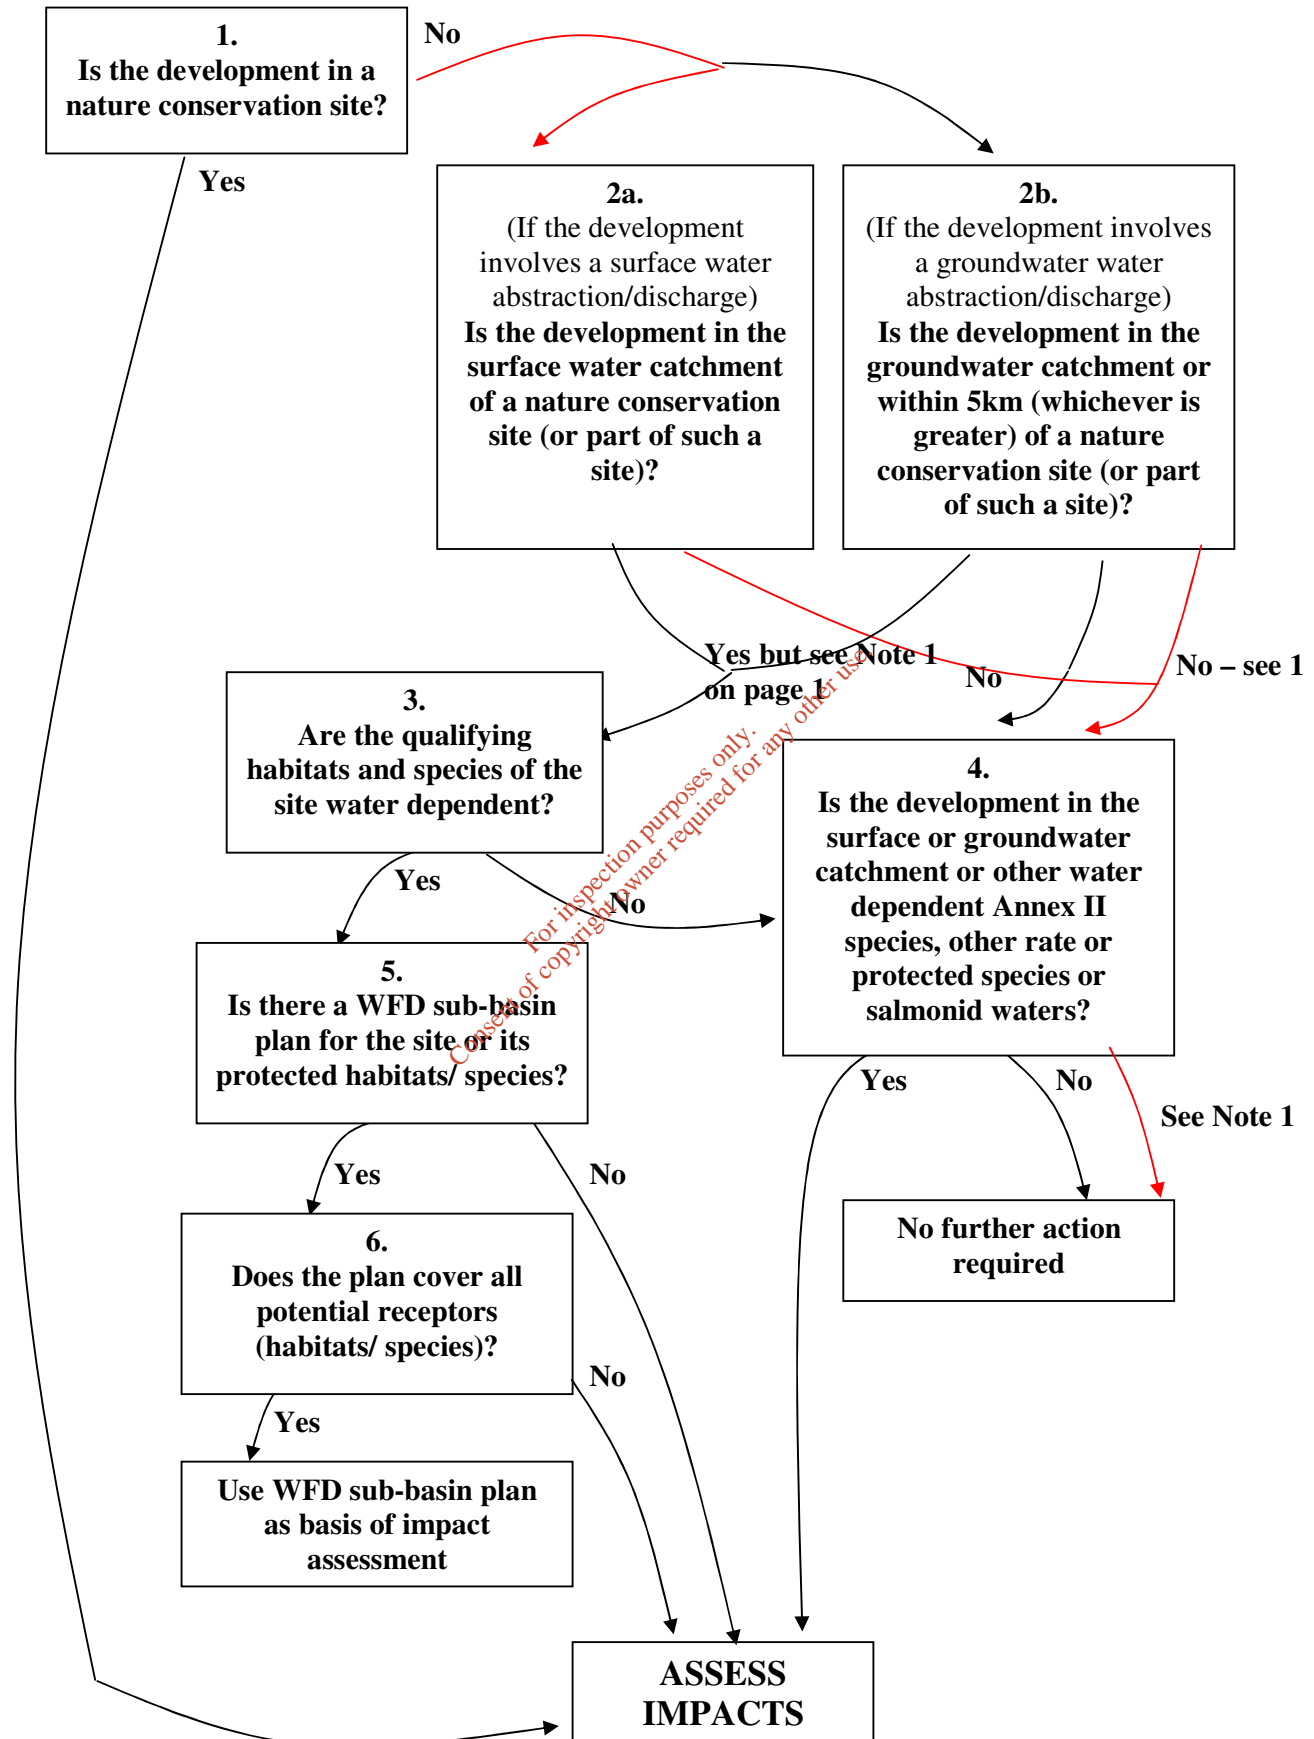 1.
Is the development in a
nature conservation site?
No
Yes
2a.
(If the development
involves a surface water
abstraction/discharge)
Is the development in the
surface water catchment
of a nature conservation
site (or part of such a
site)?
2b.
(If the development involves
a groundwater water
abstraction/discharge)
Is the development in the
groundwater catchment or
within 5km (whichever is
greater) of a nature
conservation site (or part
of such a site)?
Yes but see Note 1
on page 1
No
No – see 1
3.
Are the qualifying
habitats and species of the
site water dependent?
4.
Is the development in the
surface or groundwater
catchment or other water
dependent Annex II
species, other rate or
protected species or
salmonid waters?
Yes
No
For inspection purposes only.
Consent of copyright owner required for any other use.
5.
Is there a WFD sub-basin
plan for the site or its
protected habitats/ species?
Yes
No
See Note 1
Yes
No
No further action
required
6.
Does the plan cover all
potential receptors
(habitats/ species)?
No
Yes
Use WFD sub-basin plan
as basis of impact
assessment
ASSESS
IMPACTS